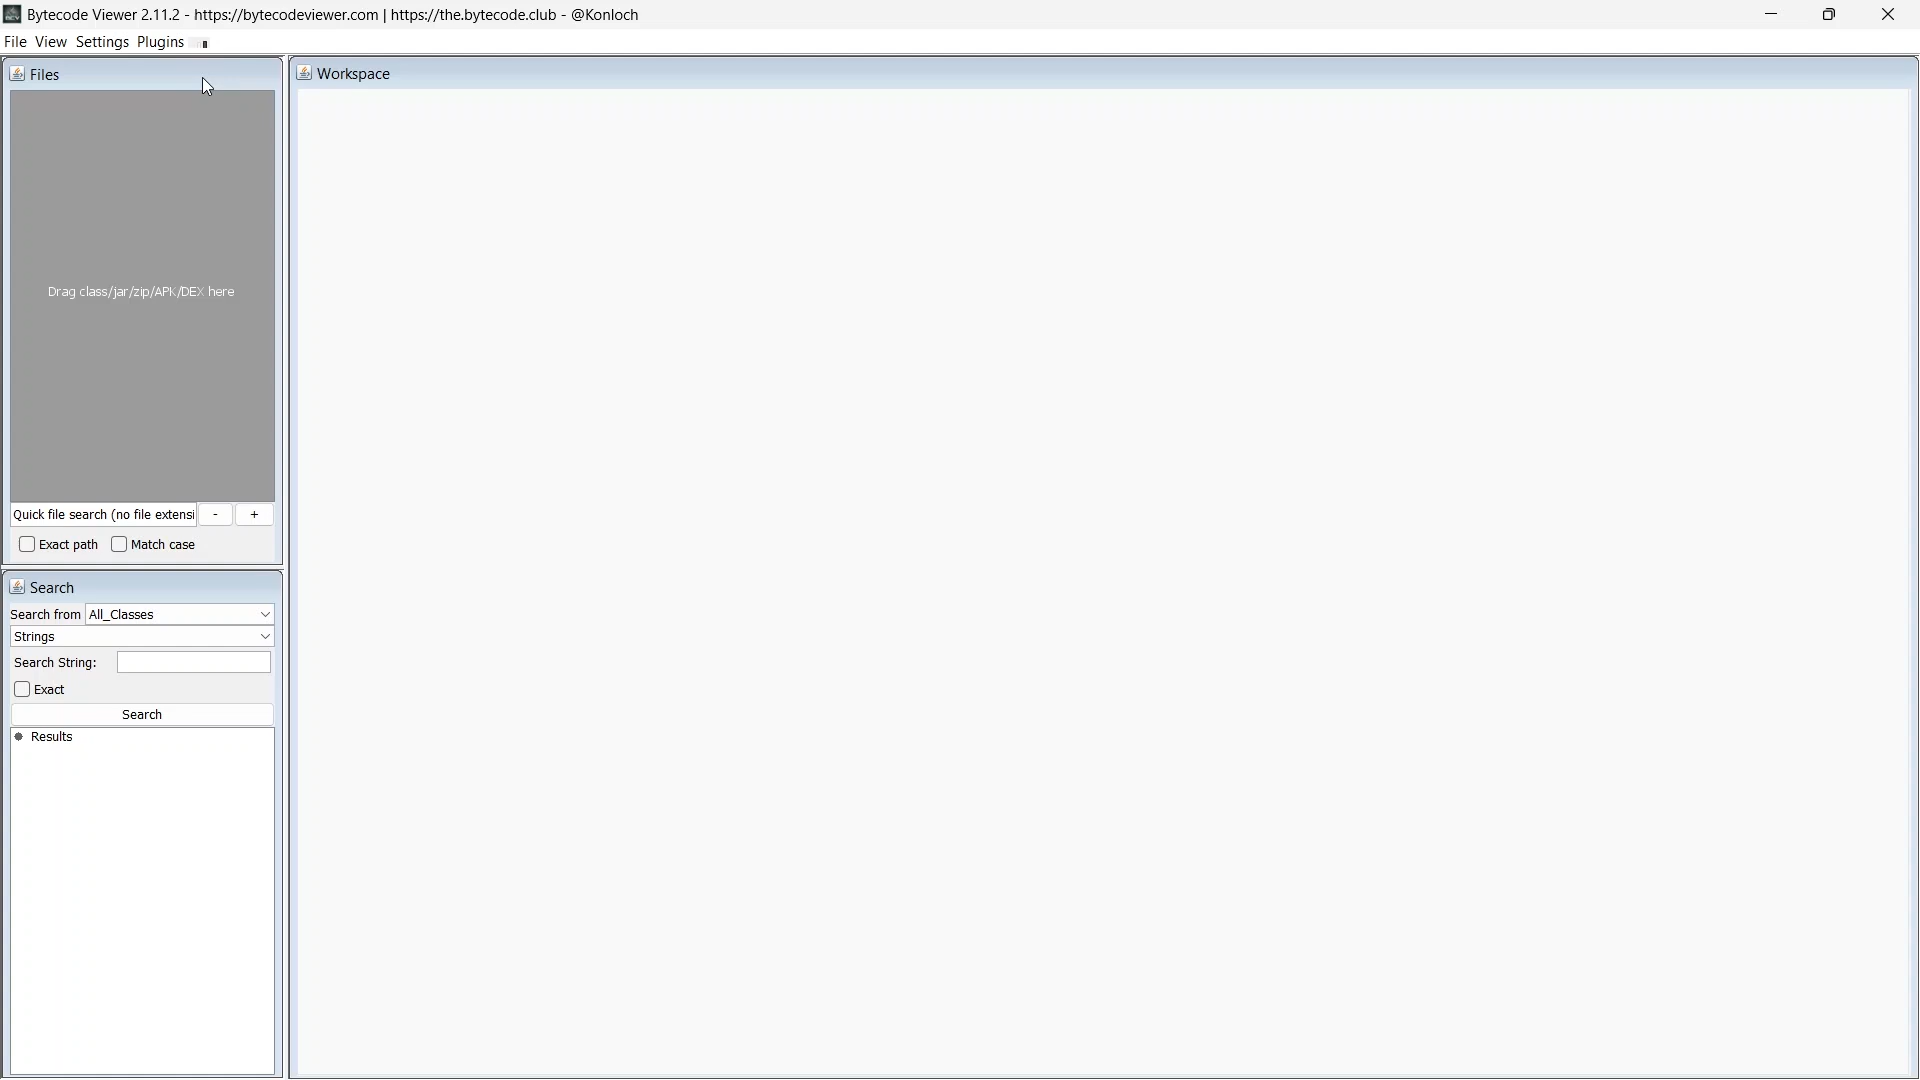 Bytecode Viewer 2.11.2 - https://bytecodeviewer.com | https://the.bytecode.club - @Konloch
File View Settings Plugins
Files
Workspace
Drag class/jar/zip/APK/DEX here
Quick file search (no file extensi
- +
Exact path Match case
Search
Search from All_Classes
Strings
Search String:
Exact
Search
Results